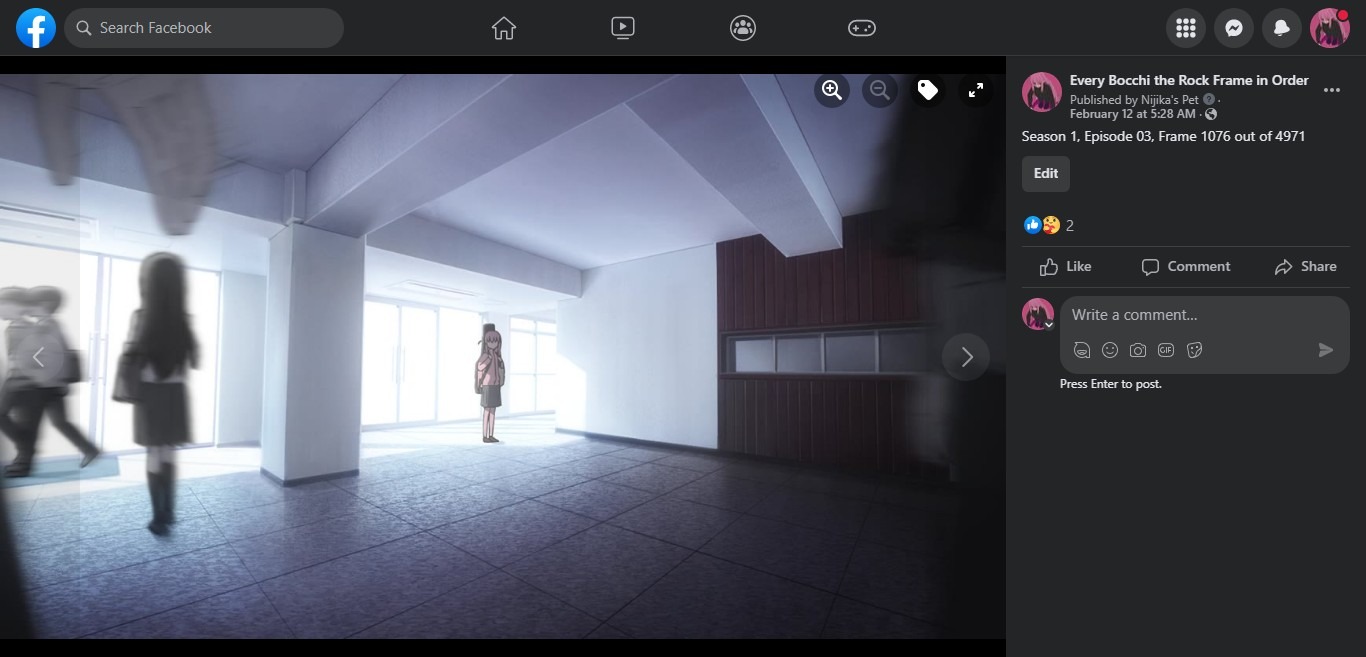 Search Facebook
Every Bocchi the Rock Frame in Order
Published by Nijika's Pet ·
February 12 at 5:28 AM ·
Season 1, Episode 03, Frame 1076 out of 4971
Edit
2
Like Comment Share
Write a comment...
GIF
Press Enter to post.